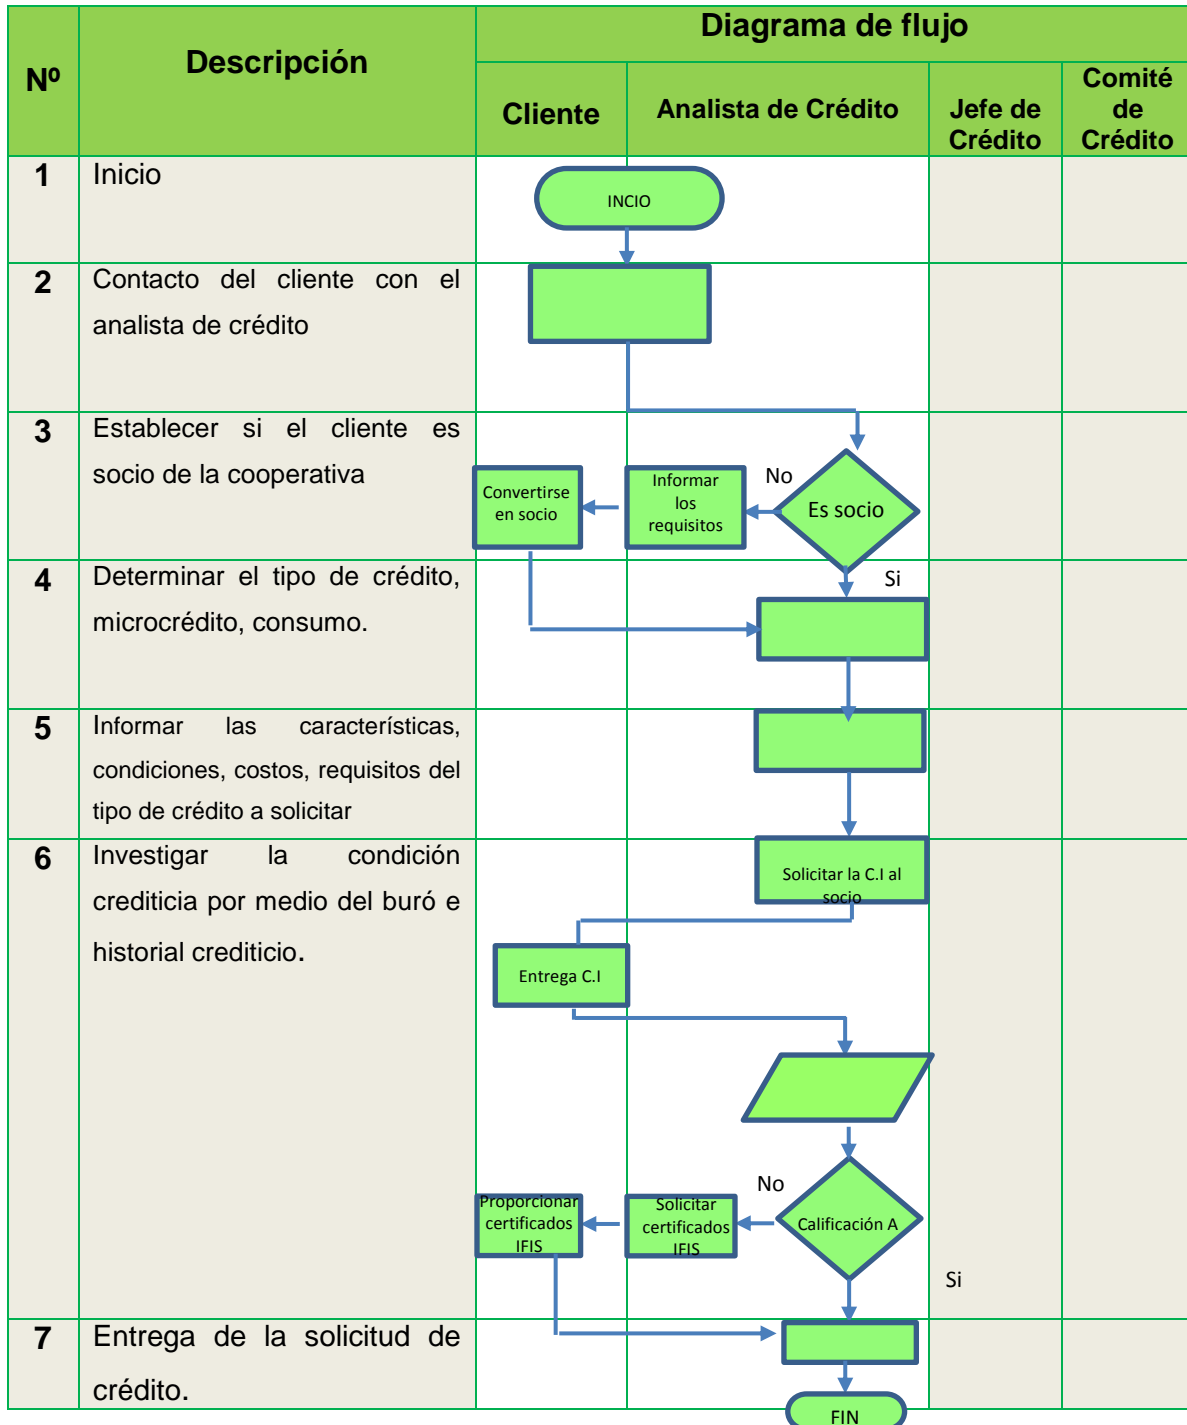 Nº
Descripción
Diagrama de flujo
Cliente
Analista de Crédito
Jefe de
Crédito
Comité
de
Crédito
1
Inicio
INCIO
2
Contacto del cliente con el
analista de crédito
3
Establecer si el cliente es
socio de la cooperativa
Convertirse
en socio
Informar
los
requisitos
No
Es socio
Si
4
Determinar el tipo de crédito,
microcrédito, consumo.
5
Informar las características,
condiciones, costos, requisitos del
tipo de crédito a solicitar
6
Investigar la condición
crediticia por medio del buró e
historial crediticio.
Solicitar la C.I al
socio
Entrega C.I
Proporcionar
certificados
IFIS
Solicitar
certificados
IFIS
No
Calificación A
Si
7
Entrega de la solicitud de
crédito.
FIN